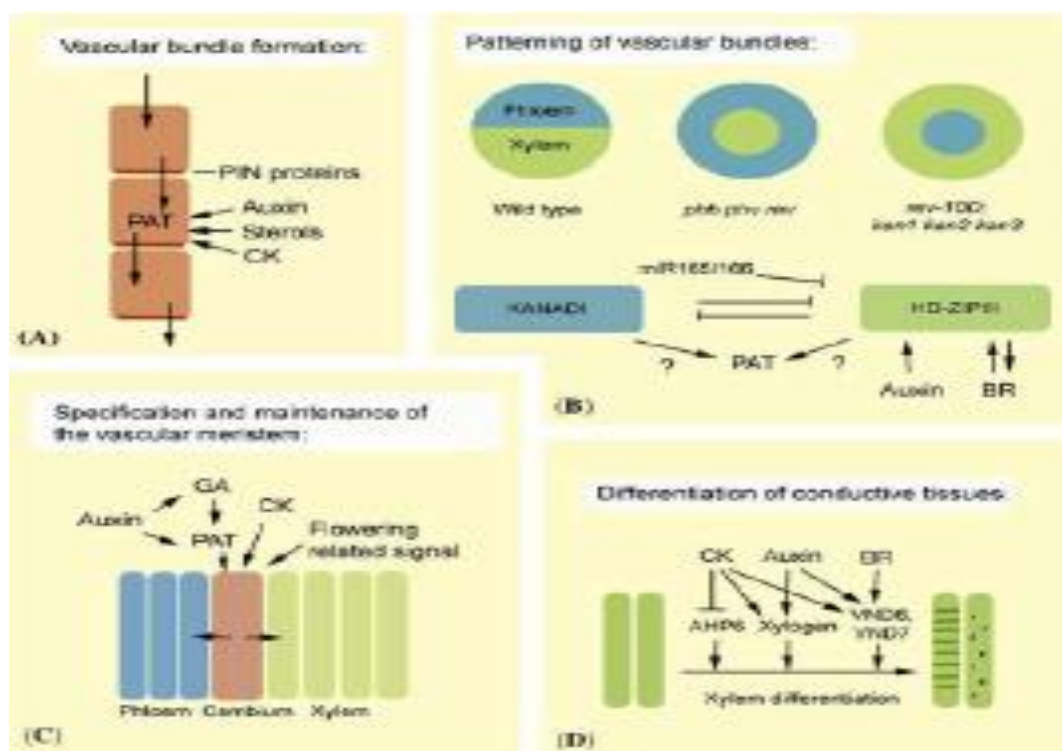 Vascular bundle formation:
PIN proteins
PAT
Auxin
Sterols
CK
(A)
Patterning of vascular bundles:
Phloem
Xylem
Wild type
phb phv rev
rev-10D;
kan1 kan2 kan3
miR165/166
KANADI
HD-ZIPIII
?
PAT
?
Auxin
BR
(B)
Specification and maintenance of
the vascular meristem:
GA
CK
Auxin
PAT
Flowering
related signal
Phloem Cambium Xylem
(C)
Differentiation of conductive tissues
CK Auxin BR
AHP6 Xylogen VND6,
VND7
Xylem differentiation
(D)